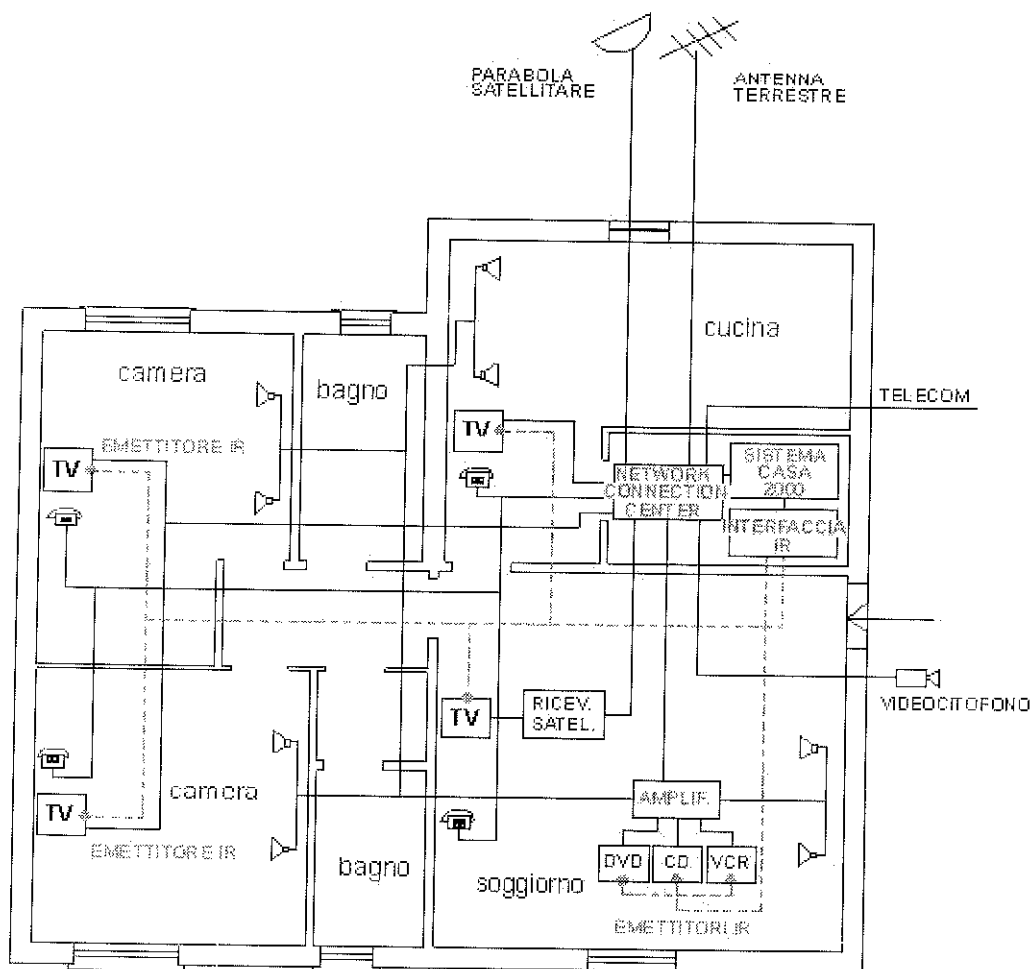 PARABOLA
SATELLITARE
ANTENNA
TERRESTRE
cucina
camera
bagno
TELECOM
EMETTITORE IR
TV
TV
NETWORK
CONNECTION
CENTER
SISTEMA
CASA
2000
INTERFACCIA
IR
TV
RICEV.
SATEL.
VIDEOCITOFONO
camera
TV
AMPLIF.
EMETTITORE IR
bagno
soggiorno
DVD
CD
VCR
EMETTITORI IR